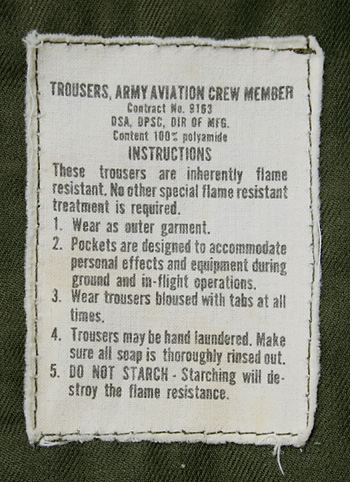 TROUSERS, ARMY AVIATION CREW MEMBER
Contract No. 9163
DSA, DPSC, DIR OF MFG.
Content 100% polyamide
INSTRUCTIONS
These trousers are inherently flame
resistant. No other special flame resistant
treatment is required.
1. Wear as outer garment.
2. Pockets are designed to accommodate
personal effects and equipment during
ground and in-flight operations.
3. Wear trousers bloused with tabs at all
times.
4. Trousers may be hand laundered. Make
sure all soap is thoroughly rinsed out.
5. DO NOT STARCH - Starching will de-
stroy the flame resistance.